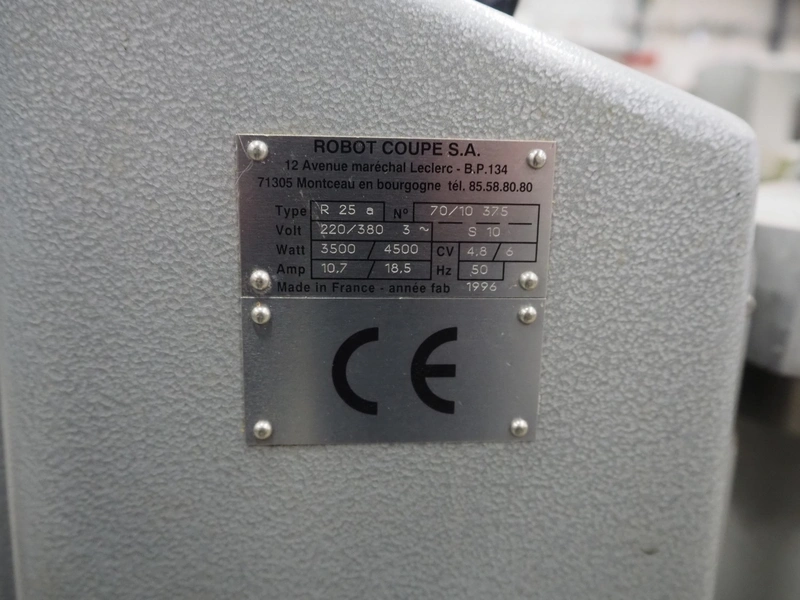 ROBOT COUPE S.A.
12 Avenue maréchal Leclerc - B.P.134
71305 Montceau en bourgogne tél. 85.58.80.80
Type R 25 a Nº 70/10 375
Volt 220/380 3 ~ S 10
Watt 3500 / 4500 CV 4.8 / 6
Amp 10,7 / 18,5 Hz 50
Made in France - année fab 1996
CE